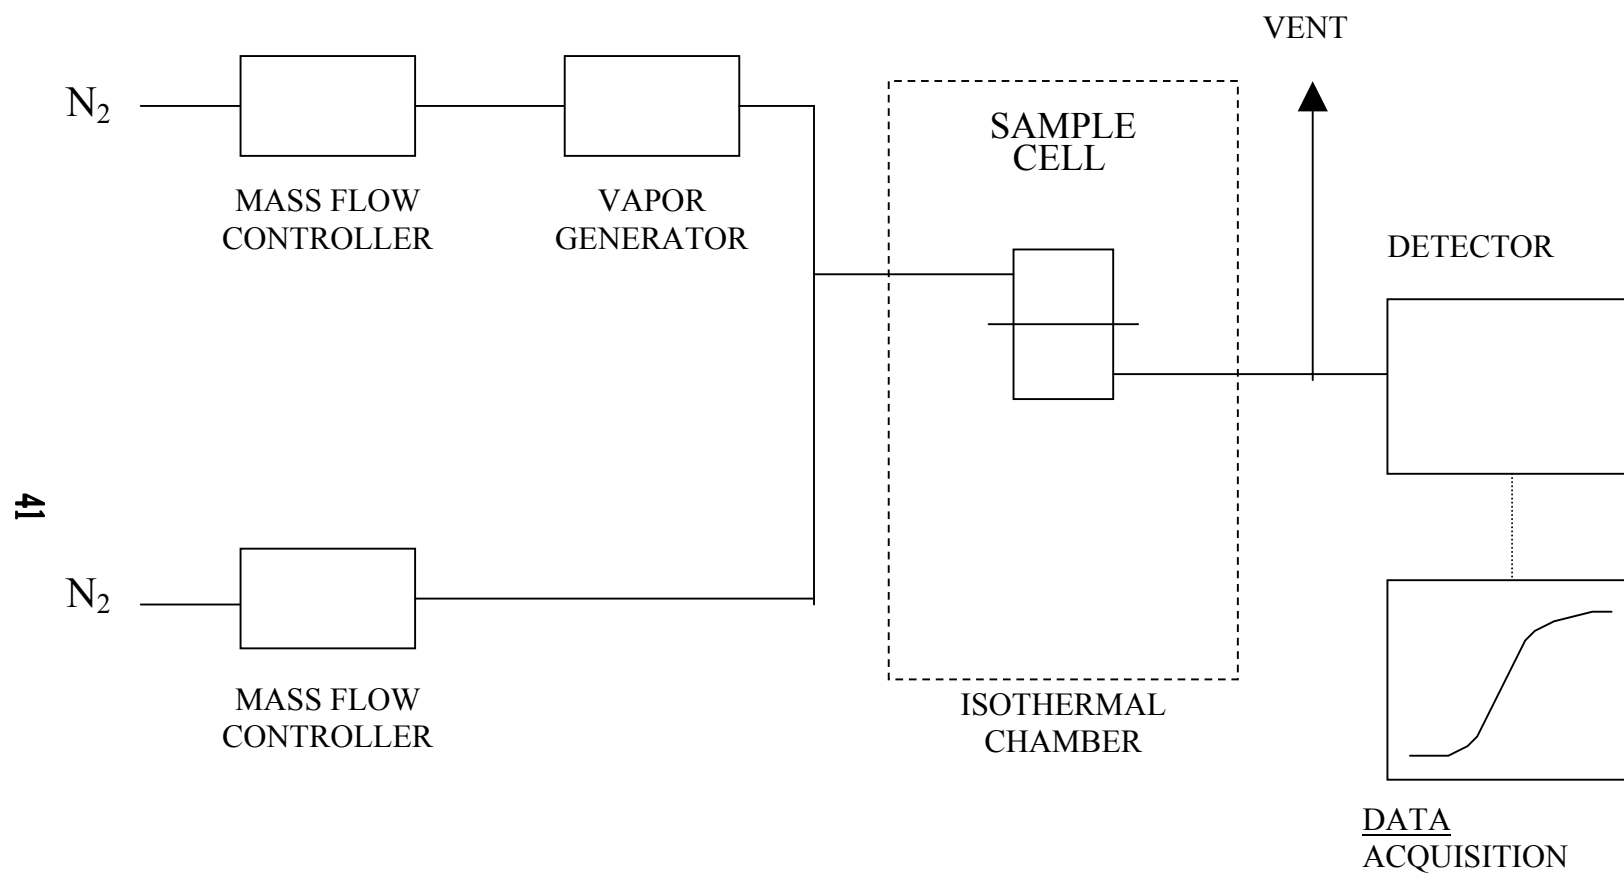 VENT
N₂
SAMPLE
CELL
MASS FLOW
CONTROLLER
VAPOR
GENERATOR
DETECTOR
41
N₂
MASS FLOW
CONTROLLER
ISOTHERMAL
CHAMBER
DATA
ACQUISITION